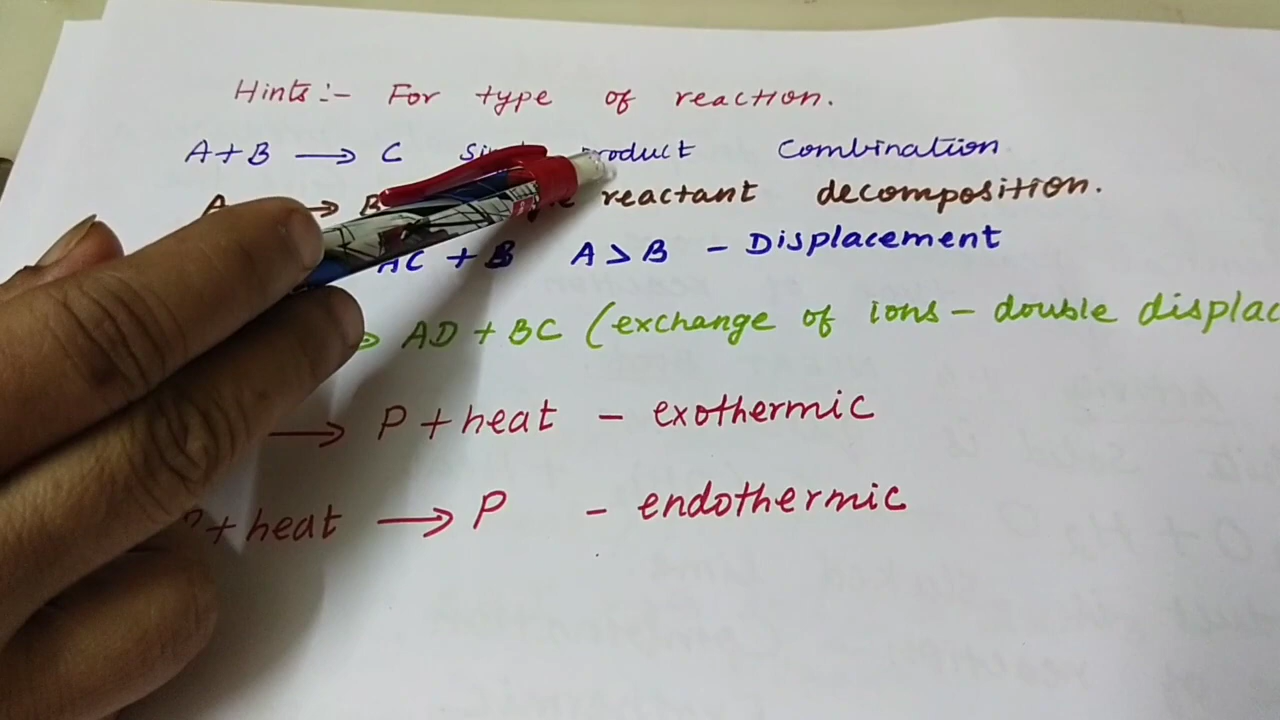 Hints:- For type of reaction.
A+B → C product Combination
A → B reactant decomposition.
AC + B A > B - Displacement
AD + BC (exchange of ions - double displac
→ P + heat - exothermic
+ heat → P - endothermic